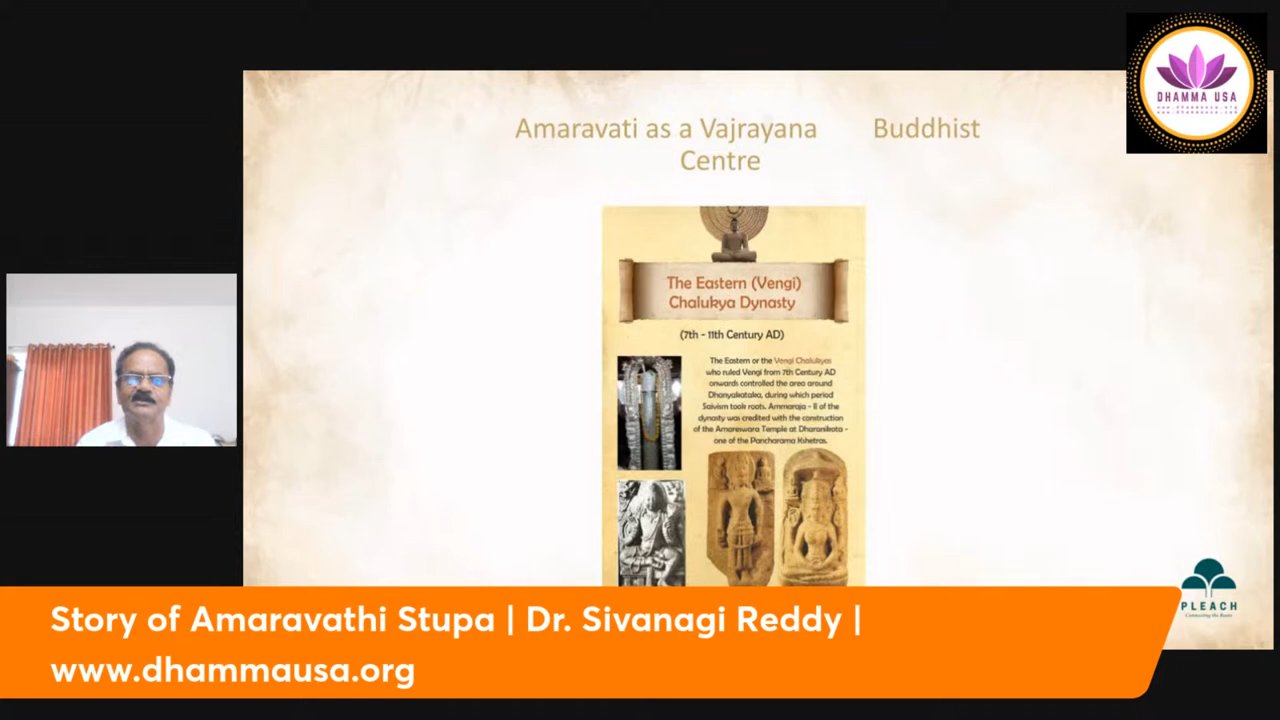 Amaravati as a Vajrayana Buddhist
Centre
DHAMMA USA
The Eastern (Vengi)
Chalukya Dynasty
(7th - 11th Century AD)
The Eastern or the Vengi Chalukyas
who ruled Vengi from 7th Century AD
onwards controlled the area around
Dhanyakataka, during which period
Saivism took roots. Ammaraja - II of the
dynasty was credited with the construction
of the Amareswara Temple at Dharanikota -
one of the Pancharama Kshetras.
PLEACH
Connecting the Roots
Story of Amaravathi Stupa | Dr. Sivanagi Reddy |
www.dhammausa.org